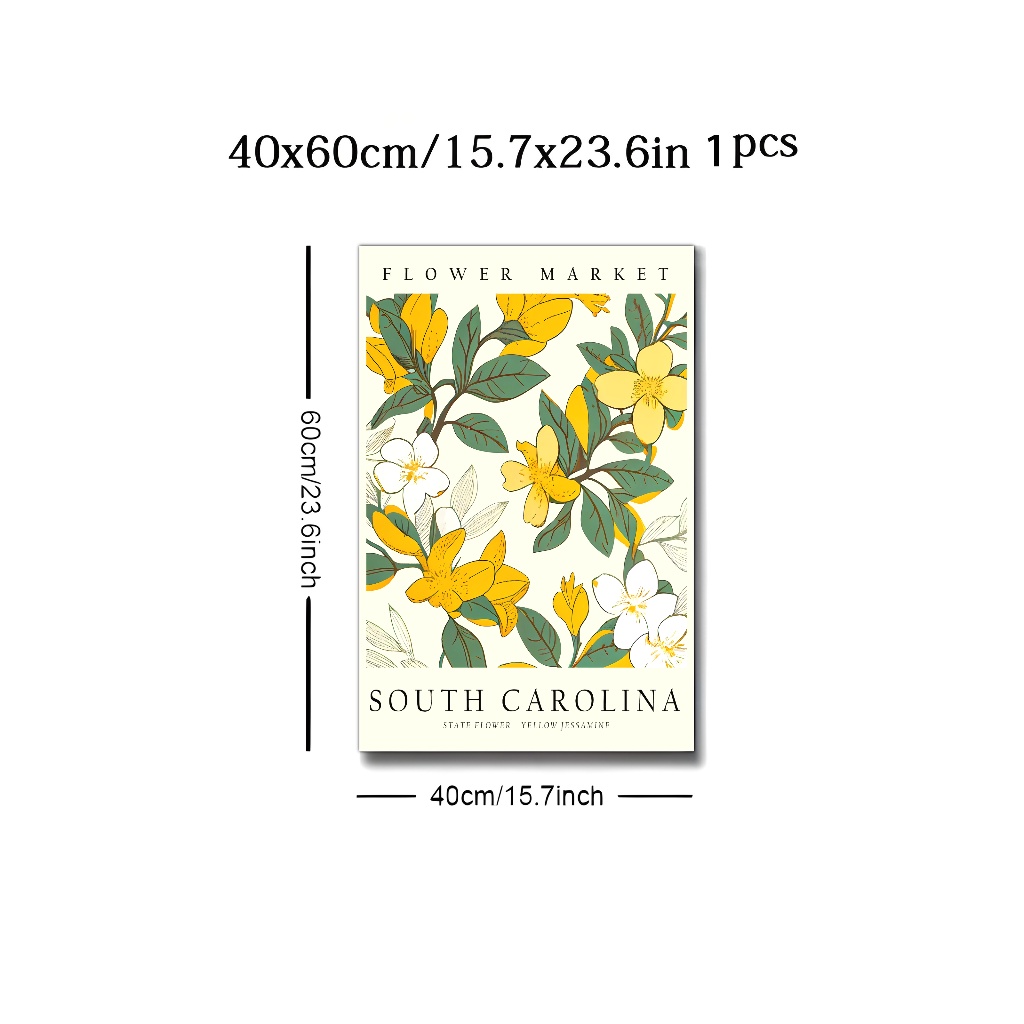 40x60cm/15.7x23.6in 1pcs
FLOWER MARKET
60cm/23.6inch
SOUTH CAROLINA
STATE FLOWER YELLOW JESSAMINE
40cm/15.7inch